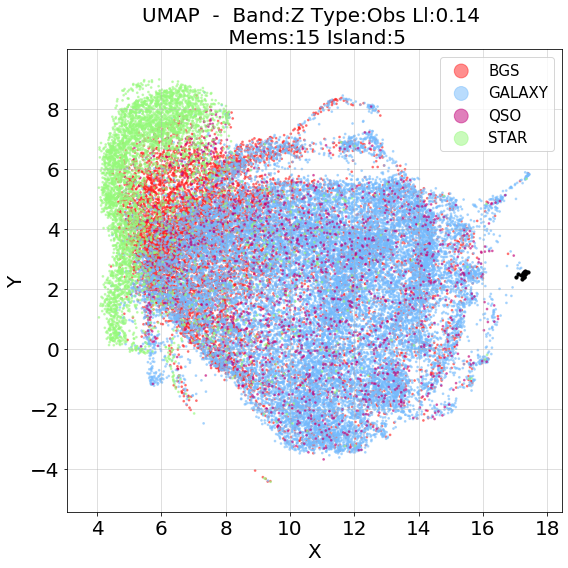 UMAP - Band:Z Type:Obs Ll:0.14
Mems:15 Island:5
BGS
GALAXY
QSO
STAR
Y
8
6
4
2
0
−2
−4
4 6 8 10 12 14 16 18
X